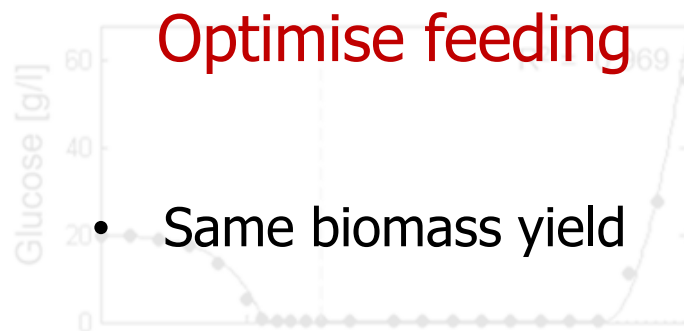 Optimise feeding
60
Glucose [g/l]
40
• Same biomass yield
20
0